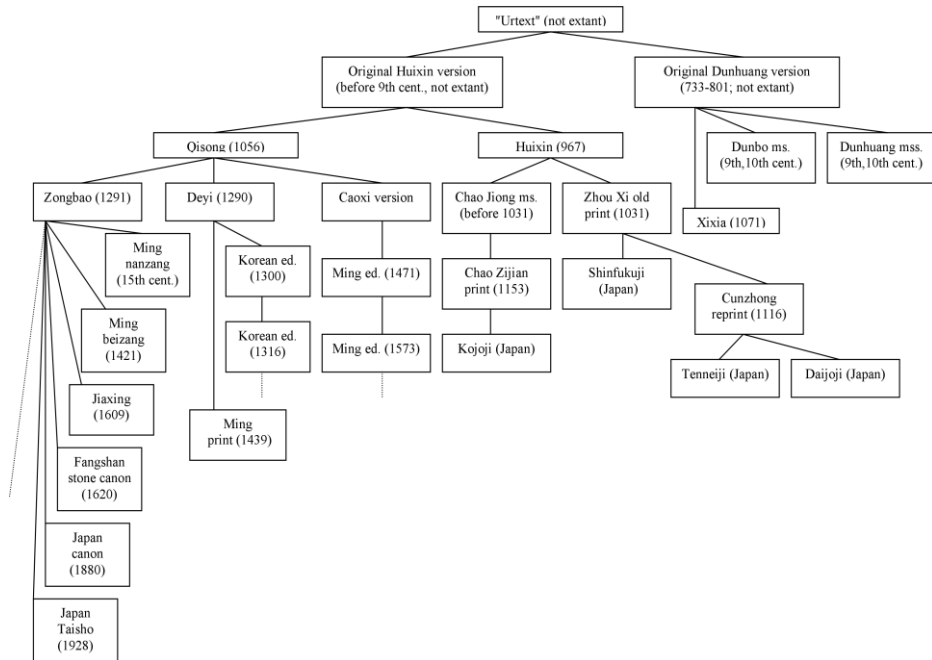 "Urtext" (not extant)
Original Huixin version
(before 9th cent., not extant)
Original Dunhuang version
(733-801; not extant)
Qisong (1056)
Huixin (967)
Dunbo ms.
(9th,10th cent.)
Dunhuang mss.
(9th,10th cent.)
Zongbao (1291)
Deyi (1290)
Caoxi version
Chao Jiong ms.
(before 1031)
Zhou Xi old
print (1031)
Xixia (1071)
Ming
nanzang
(15th cent.)
Korean ed.
(1300)
Ming ed. (1471)
Chao Zijian
print (1153)
Shinfukuji
(Japan)
Cunzhong
reprint (1116)
Ming
beizang
(1421)
Korean ed.
(1316)
Ming ed. (1573)
Kojoji (Japan)
Tenneiji (Japan)
Daijoji (Japan)
Jiaxing
(1609)
Ming
print (1439)
Fangshan
stone canon
(1620)
Japan
canon
(1880)
Japan
Taisho
(1928)